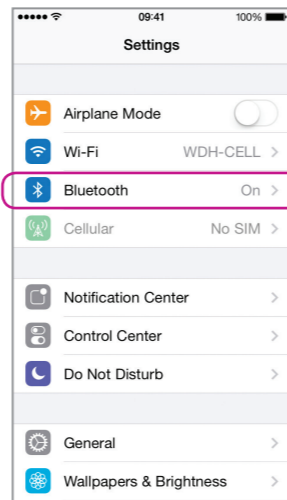 09:41 100%
Settings
Airplane Mode
Wi-Fi WDH-CELL
Bluetooth On
Cellular No SIM
Notification Center
Control Center
Do Not Disturb
General
Wallpapers & Brightness